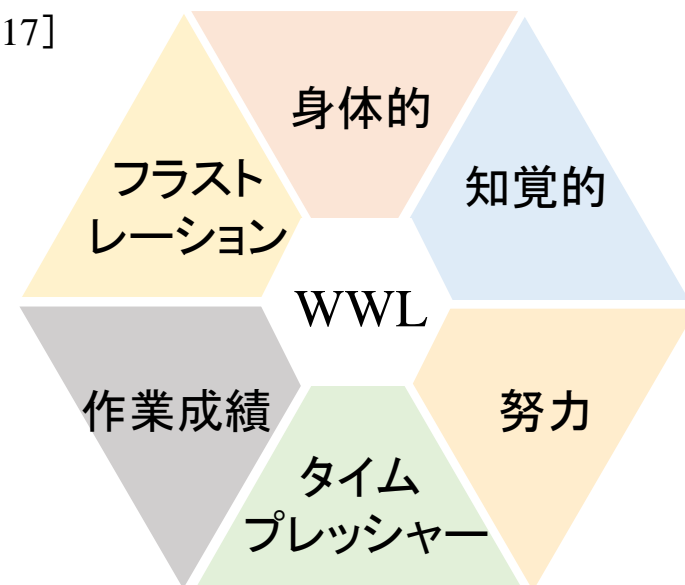 17]
身体的
知覚的
フラスト
レーション
WWL
作業成績
努力
タイム
プレッシャー